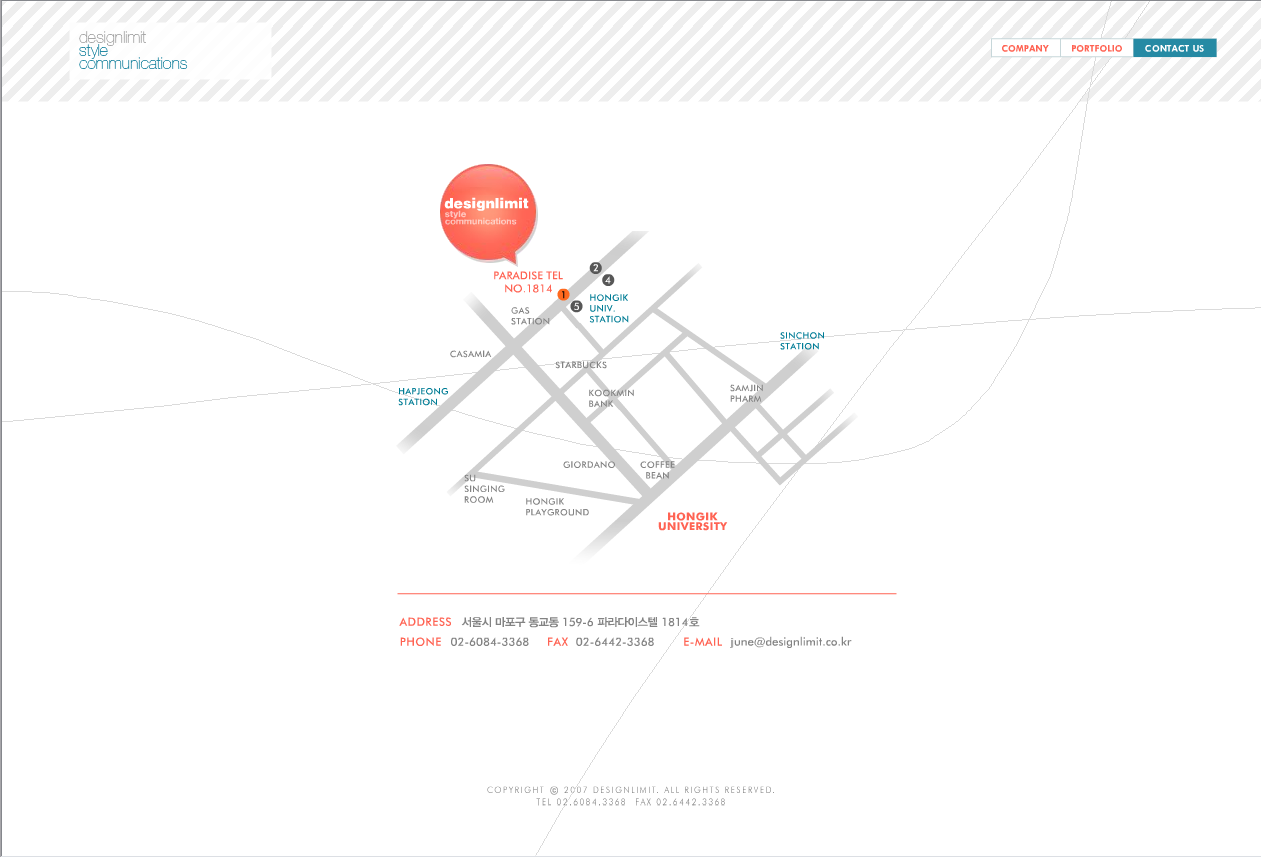 designlimit
style
communications
COMPANY
PORTFOLIO
CONTACT US
designlimit
style
communications
PARADISE TEL
NO.1814
1
2
4
5
HONGIK
UNIV.
STATION
GAS
STATION
CASAMIA
STARBUCKS
SINCHON
STATION
HAPJEONG
STATION
KOOKMIN
BANK
SAMJIN
PHARM
GIORDANO
COFFEE
BEAN
SU
SINGING
ROOM
HONGIK
PLAYGROUND
HONGIK
UNIVERSITY
ADDRESS 서울시 마포구 동교동 159-6 파라다이스텔 1814호
PHONE 02-6084-3368 FAX 02-6442-3368 E-MAIL june@designlimit.co.kr
COPYRIGHT © 2007 DESIGNLIMIT. ALL RIGHTS RESERVED.
TEL 02.6084.3368 FAX 02.6442.3368